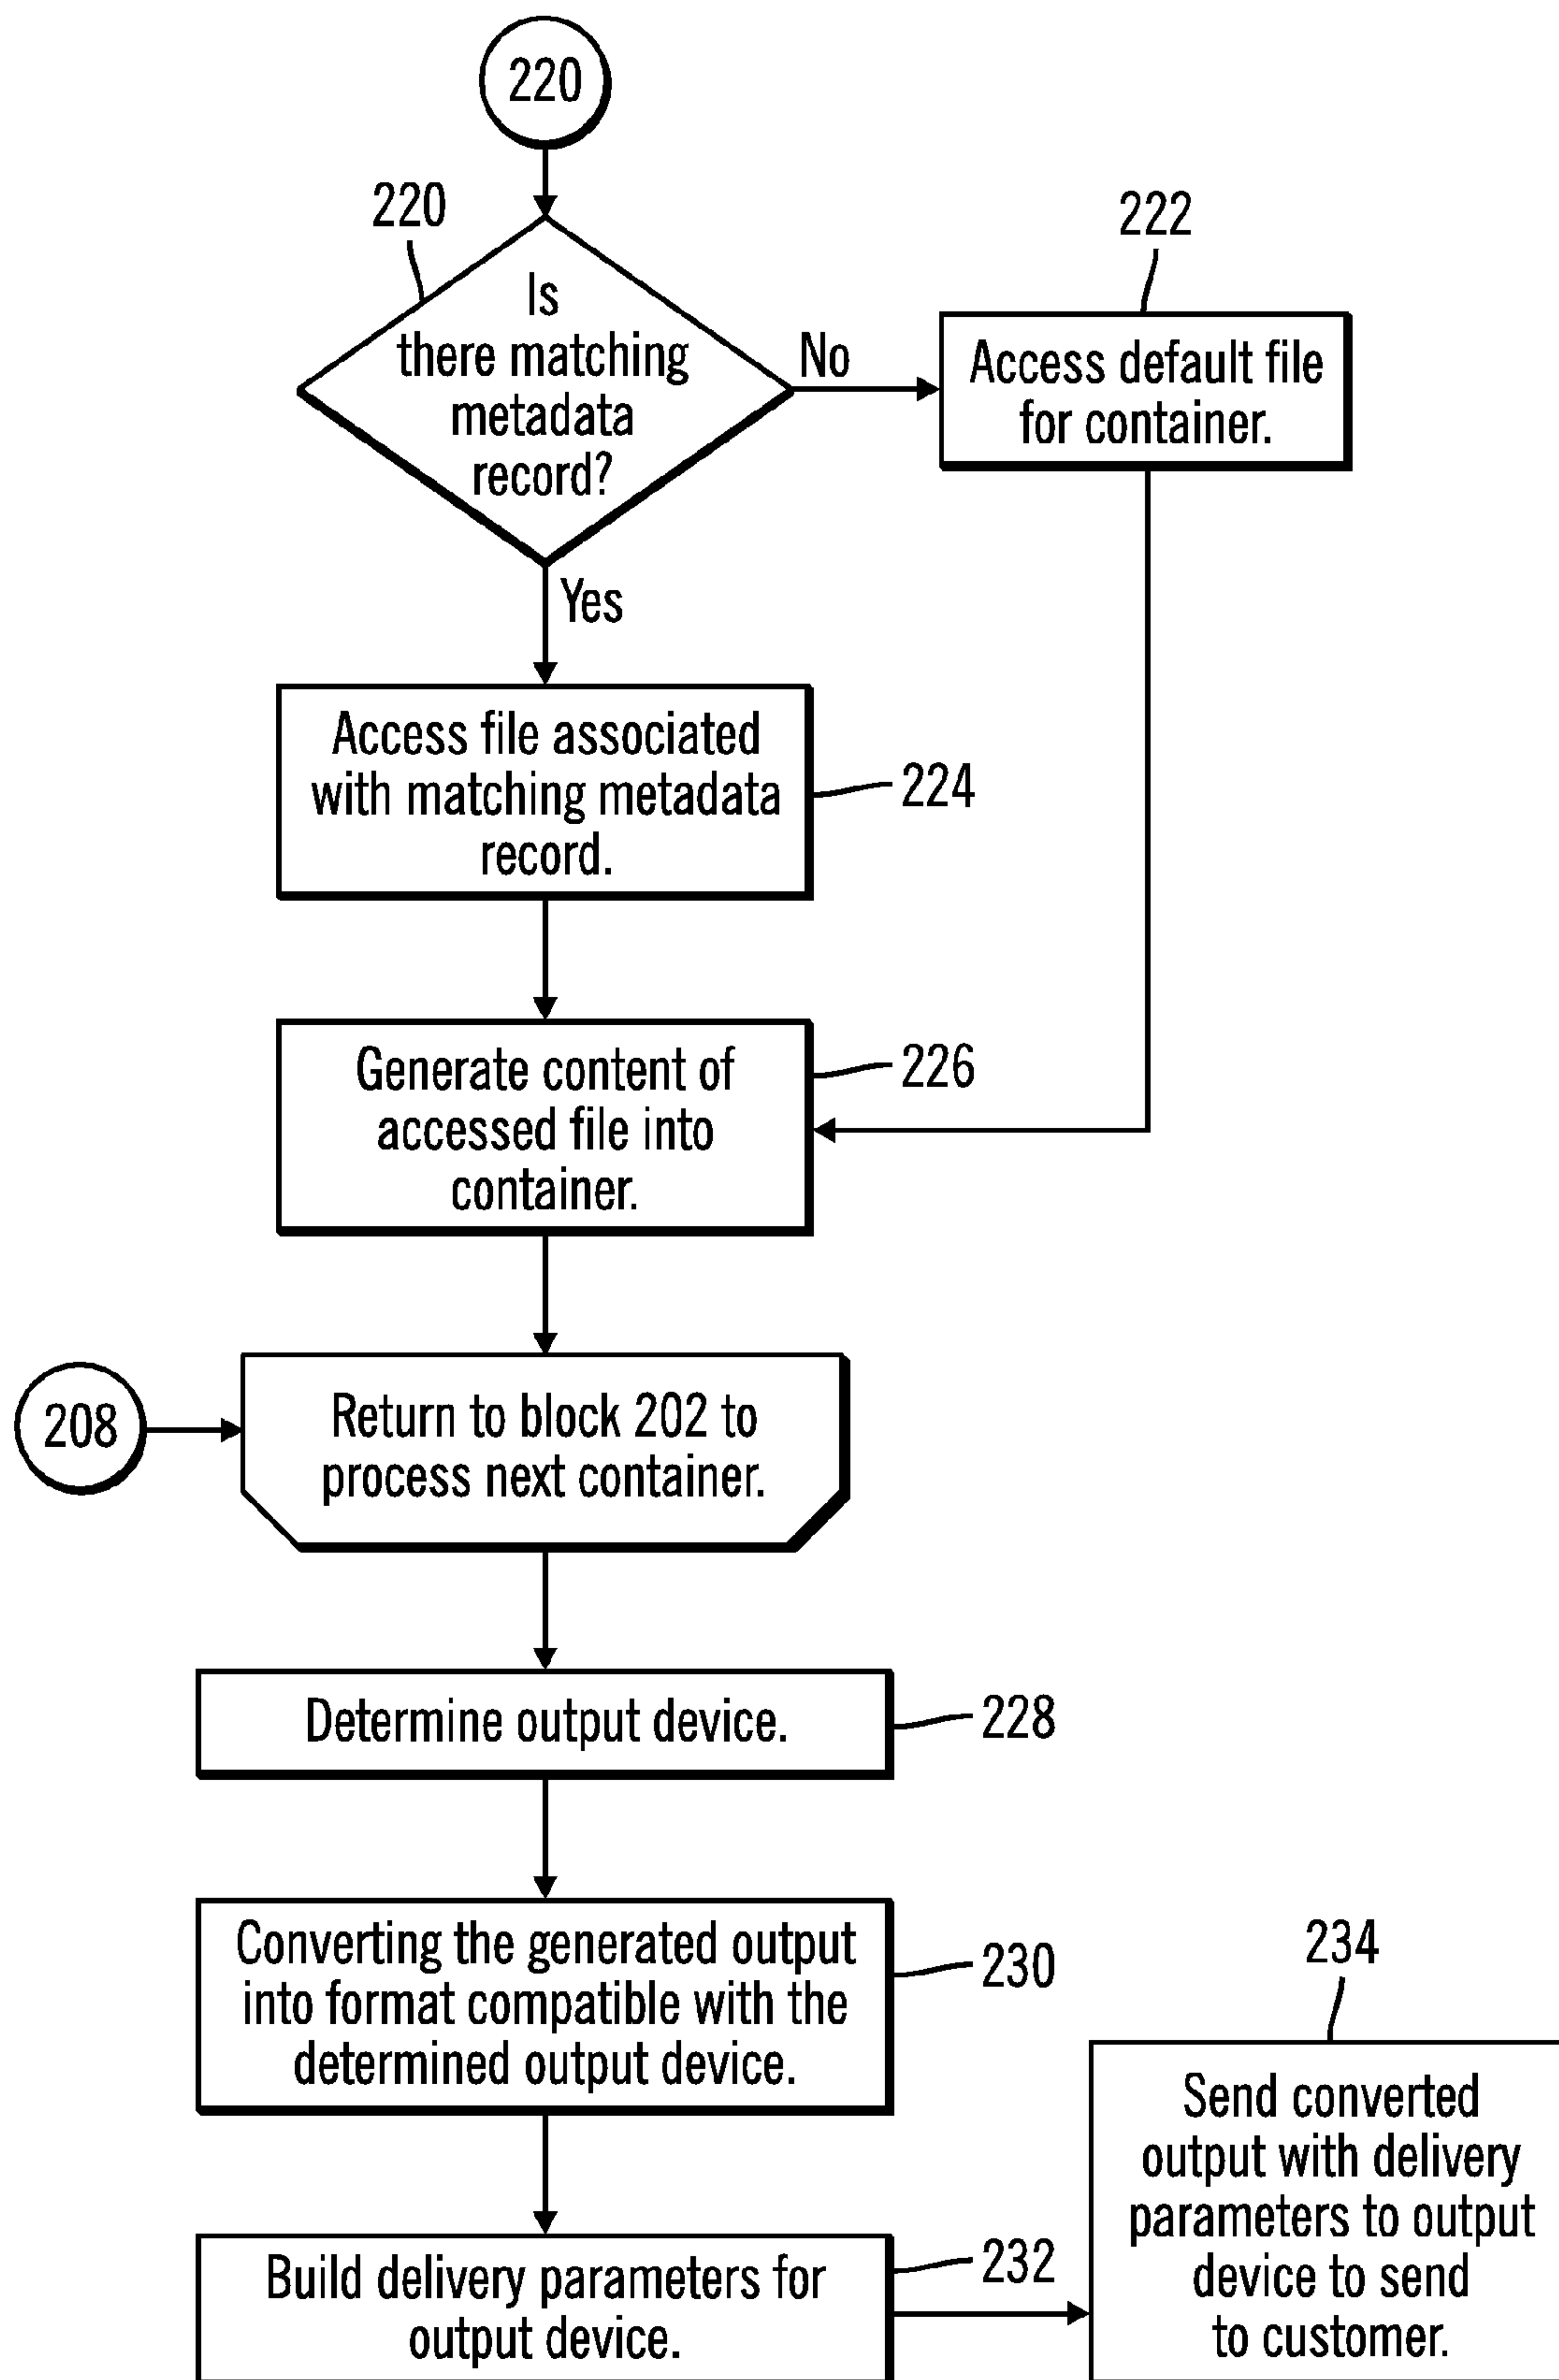 220
220
Is
there matching
metadata
record?
No
222
Access default file
for container.
Yes
Access file associated
with matching metadata
record.
224
Generate content of
accessed file into
container.
226
208
Return to block 202 to
process next container.
Determine output device.
228
Converting the generated output
into format compatible with the
determined output device.
230
Build delivery parameters for
output device.
232
234
Send converted
output with delivery
parameters to output
device to send
to customer.